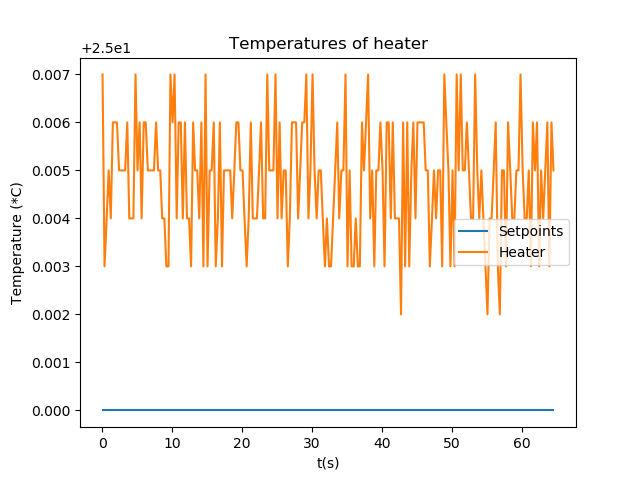 Temperatures of heater
+2.5e1
0.007
0.006
0.005
0.004
0.003
0.002
0.001
0.000
Temperature (*C)
Setpoints
Heater
0 10 20 30 40 50 60
t(s)